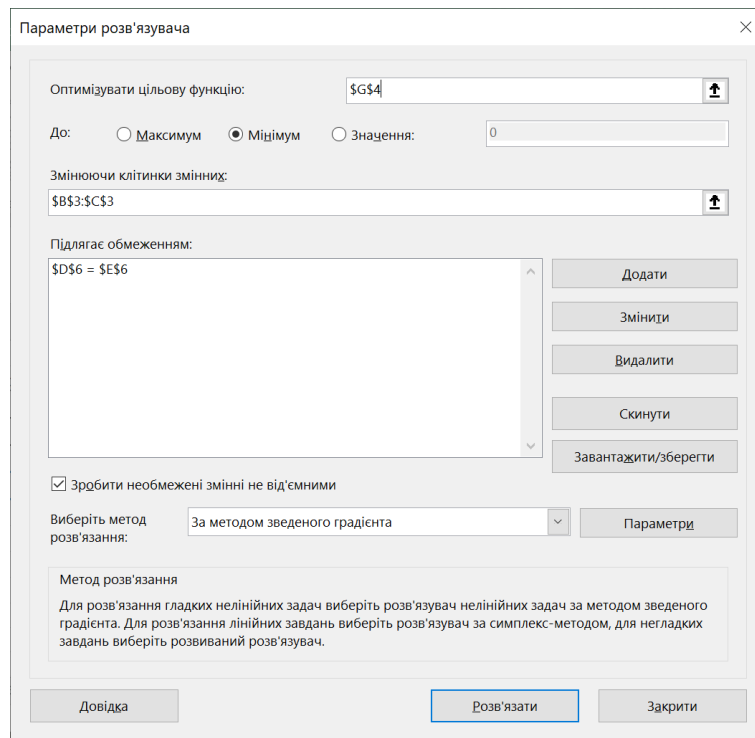 Параметри розв'язувача
Оптимізувати цільову функцію:
$G$4
До:
Максимум
Мінімум
Значення:
0
Змінюючи клітинки змінних:
$B$3:$C$3
Підлягає обмеженням:
$D$6 = $E$6
Додати
Змінити
Видалити
Скинути
Завантажити/зберегти
Зробити необмежені змінні не від'ємними
Виберіть метод
розв'язання:
За методом зведеного градієнта
Параметри
Метод розв'язання
Для розв'язання гладких нелінійних задач виберіть розв'язувач нелінійних задач за методом зведеного
градієнта. Для розв'язання лінійних завдань виберіть розв'язувач за симплекс-методом, для негладких
завдань виберіть розвиваний розв'язувач.
Довідка
Розв'язати
Закрити